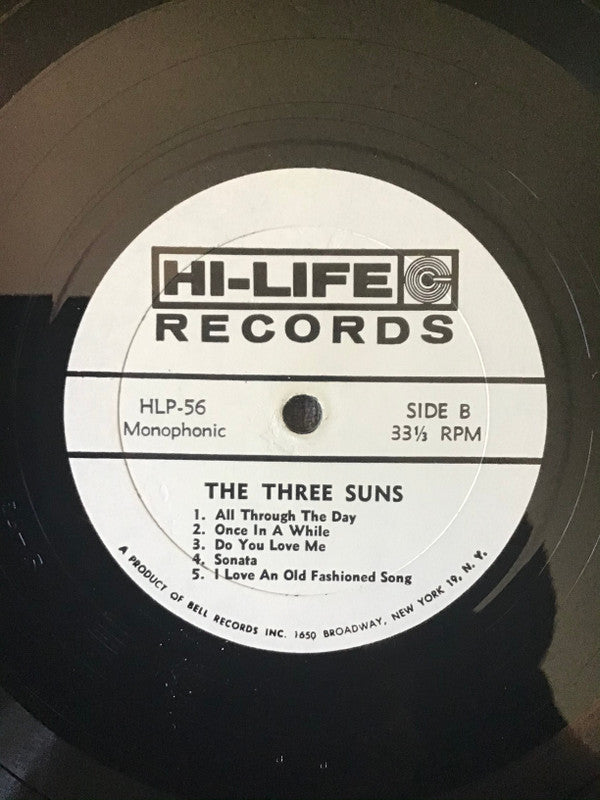 HI-LIFE
RECORDS
HLP-56
Monophonic
SIDE B
33⅓ RPM
THE THREE SUNS
1. All Through The Day
2. Once In A While
3. Do You Love Me
4. Sonata
5. I Love An Old Fashioned Song
A PRODUCT OF BELL RECORDS INC. 1650 BROADWAY, NEW YORK 19, N. Y.